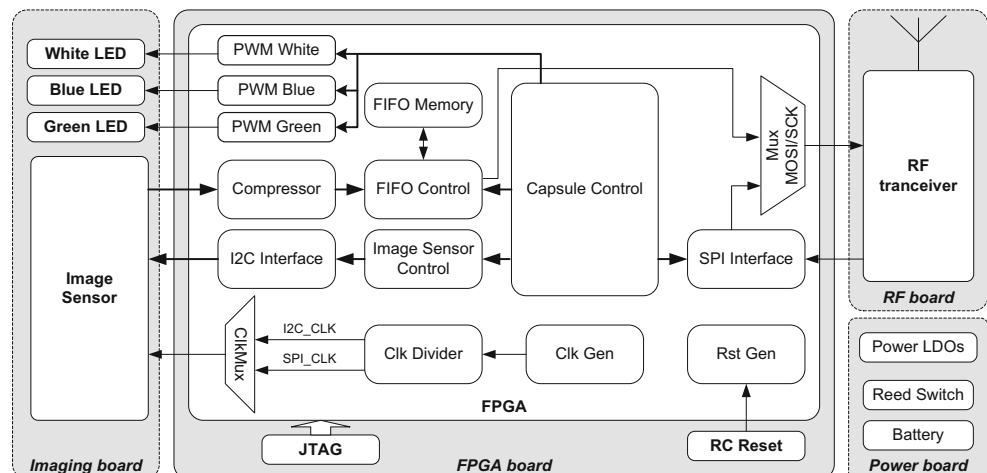 White LED
Blue LED
Green LED
Image
Sensor
Imaging board
PWM White
PWM Blue
PWM Green
FIFO Memory
Compressor
FIFO Control
Capsule Control
Mux
MOSI/SCK
I2C Interface
Image Sensor
Control
SPI Interface
ClkMux
I2C_CLK
SPI_CLK
Clk Divider
Clk Gen
Rst Gen
FPGA
JTAG
RC Reset
FPGA board
RF
tranceiver
RF board
Power LDOs
Reed Switch
Battery
Power board